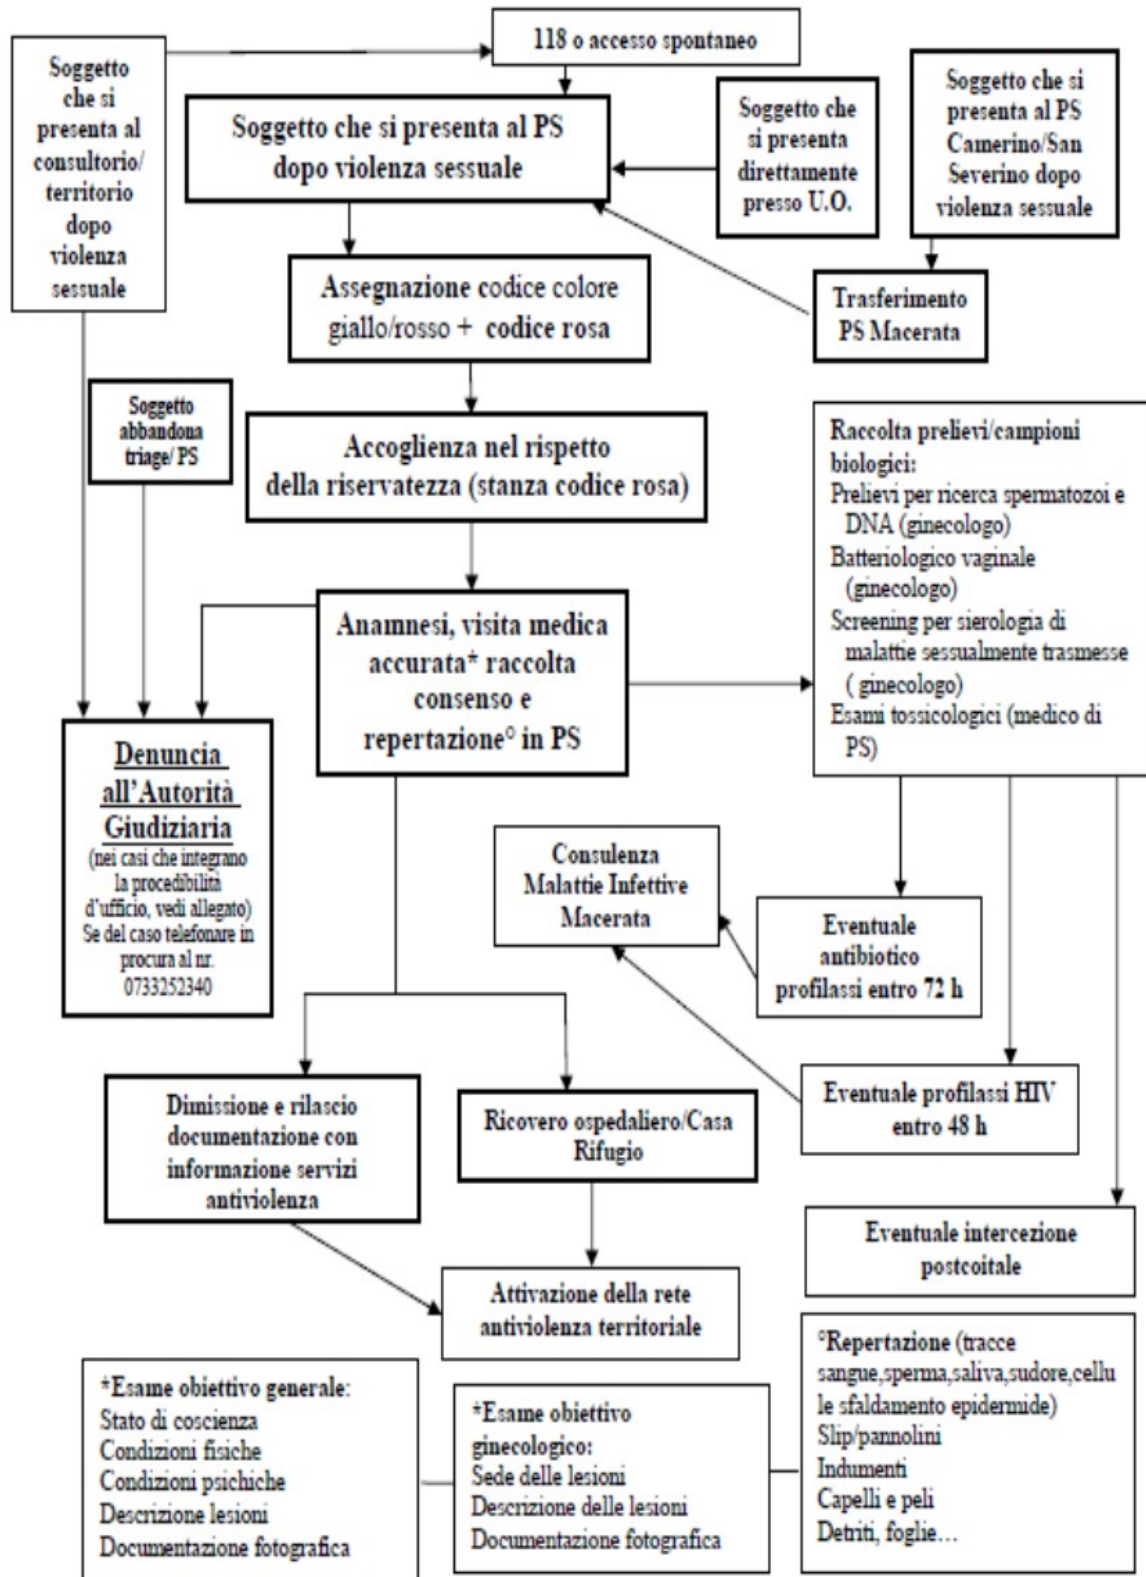 118 o accesso spontaneo
Soggetto
che si
presenta al
consultorio/
territorio
dopo
violenza
sessuale
Soggetto che si presenta al PS
dopo violenza sessuale
Soggetto che
si presenta
direttamente
presso U.O.
Soggetto che si
presenta al PS
Camerino/San
Severino dopo
violenza sessuale
Assegnazione codice colore
giallo/rosso + codice rosa
Trasferimento
PS Macerata
Soggetto
abbandona
triage/ PS
Accoglienza nel rispetto
della riservatezza (stanza codice rosa)
Raccolta prelievi/campioni
biologici:
Prelievi per ricerca spermatozoi e
DNA (ginecologo)
Batteriologico vaginale
(ginecologo)
Screening per sierologia di
malattie sessualmente trasmesse
( ginecologo)
Esami tossicologici (medico di
PS)
Anamnesi, visita medica
accurata* raccolta
consenso e
repertazione° in PS
Denuncia
all'Autorità
Giudiziaria
(nei casi che integrano
la procedibilità
d'ufficio, vedi allegato)
Se del caso telefonare in
procura al nr.
0733252340
Consulenza
Malattie Infettive
Macerata
Eventuale
antibiotico
profilassi entro 72 h
Eventuale profilassi HIV
entro 48 h
Dimissione e rilascio
documentazione con
informazione servizi
antiviolenza
Ricovero ospedaliero/Casa
Rifugio
Eventuale intercezione
postcoitale
Attivazione della rete
antiviolenza territoriale
*Esame obiettivo generale:
Stato di coscienza
Condizioni fisiche
Condizioni psichiche
Descrizione lesioni
Documentazione fotografica
*Esame obiettivo
ginecologico:
Sede delle lesioni
Descrizione delle lesioni
Documentazione fotografica
°Repertazione (tracce
sangue,sperma,saliva,sudore,cellu
le sfaldamento epidermide)
Slip/pannolini
Indumenti
Capelli e peli
Detriti, foglie…